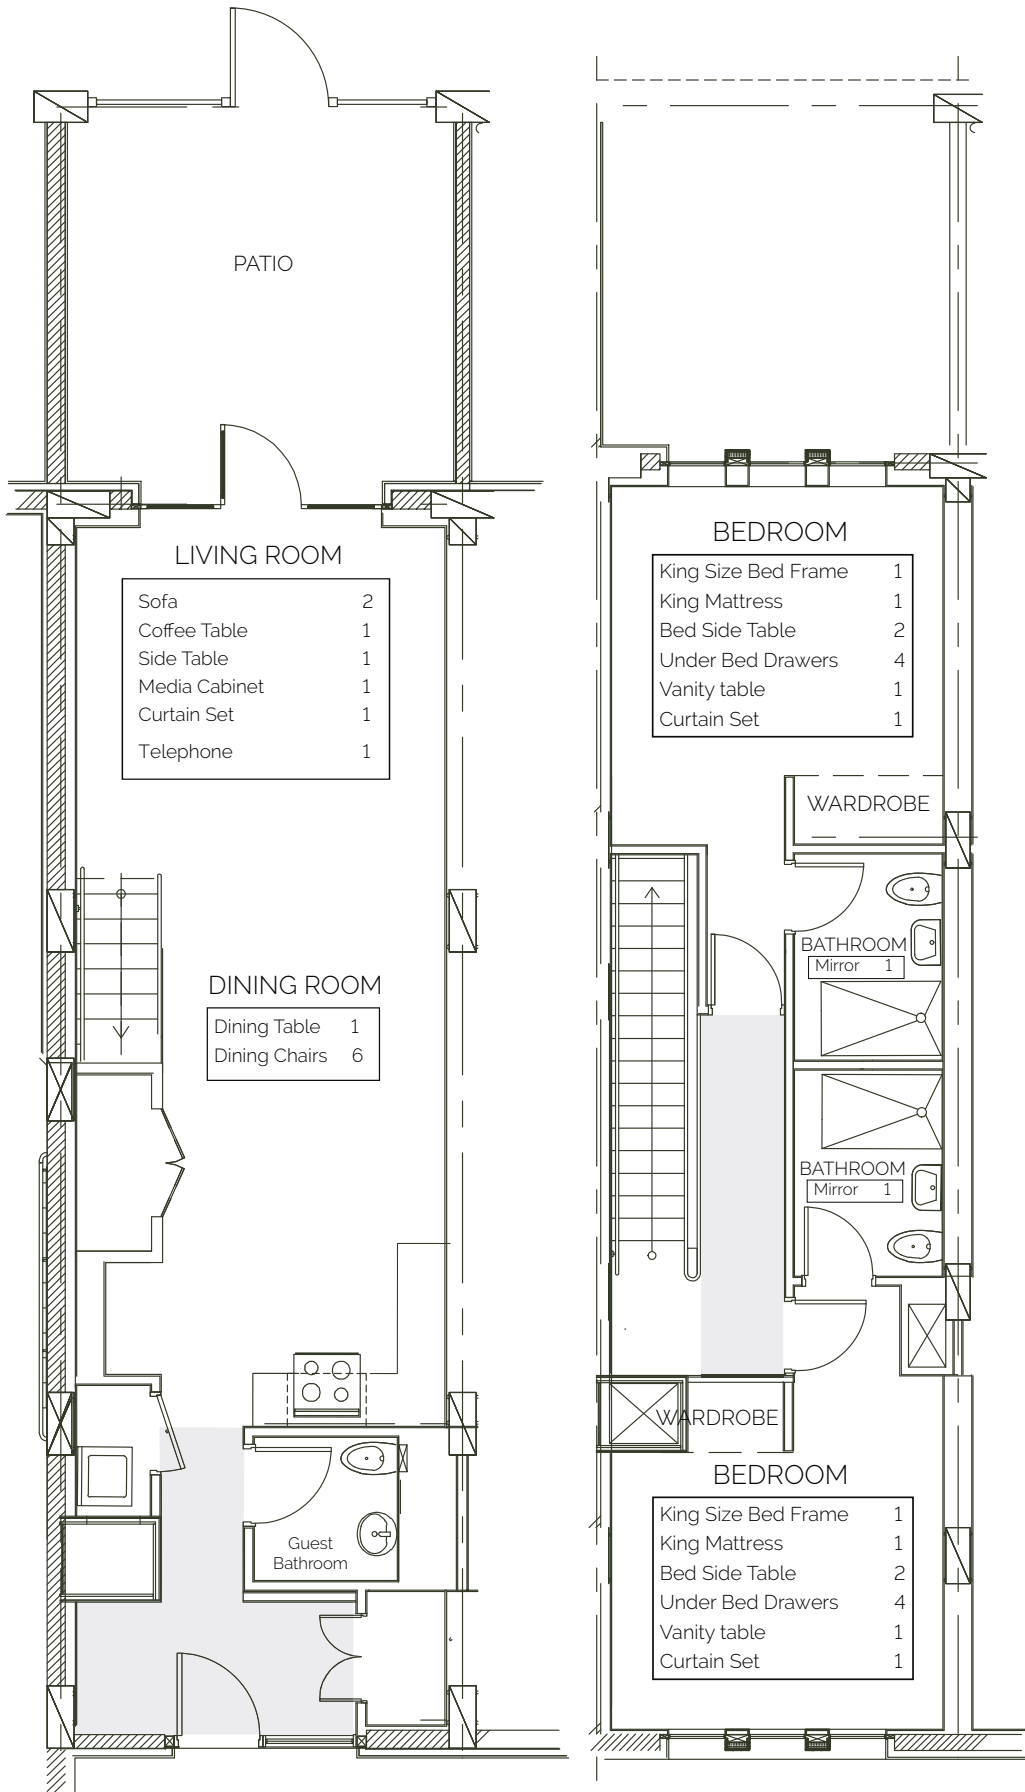 PATIO
LIVING ROOM
Sofa 2
Coffee Table 1
Side Table 1
Media Cabinet 1
Curtain Set 1
Telephone 1
DINING ROOM
Dining Table 1
Dining Chairs 6
Guest
Bathroom
BEDROOM
King Size Bed Frame 1
King Mattress 1
Bed Side Table 2
Under Bed Drawers 4
Vanity table 1
Curtain Set 1
WARDROBE
BATHROOM
Mirror 1
BATHROOM
Mirror 1
WARDROBE
BEDROOM
King Size Bed Frame 1
King Mattress 1
Bed Side Table 2
Under Bed Drawers 4
Vanity table 1
Curtain Set 1